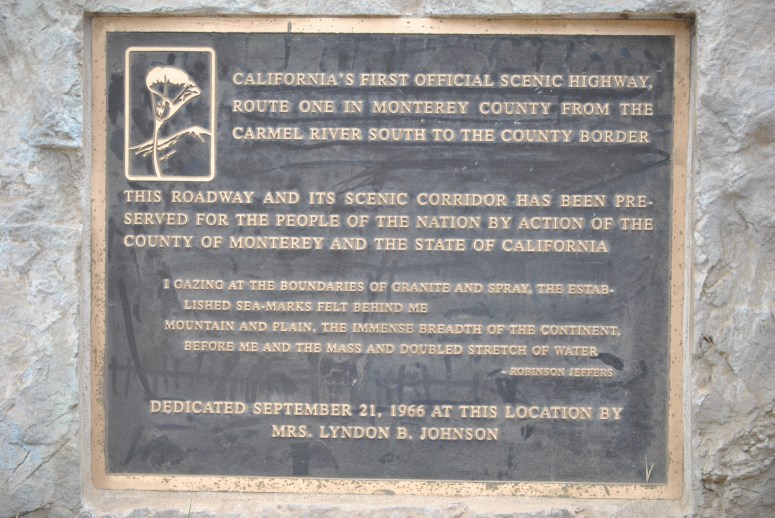 CALIFORNIA'S FIRST OFFICIAL SCENIC HIGHWAY,
ROUTE ONE IN MONTEREY COUNTY FROM THE
CARMEL RIVER SOUTH TO THE COUNTY BORDER
THIS ROADWAY AND ITS SCENIC CORRIDOR HAS BEEN PRE-
SERVED FOR THE PEOPLE OF THE NATION BY ACTION OF THE
COUNTY OF MONTEREY AND THE STATE OF CALIFORNIA
I GAZING AT THE BOUNDARIES OF GRANITE AND SPRAY, THE ESTAB-
LISHED SEA-MARKS FELT BEHIND ME
MOUNTAIN AND PLAIN, THE IMMENSE BREADTH OF THE CONTINENT,
BEFORE ME AND THE MASS AND DOUBLED STRETCH OF WATER
- ROBINSON JEFFERS
DEDICATED SEPTEMBER 21, 1966 AT THIS LOCATION BY
MRS. LYNDON B. JOHNSON